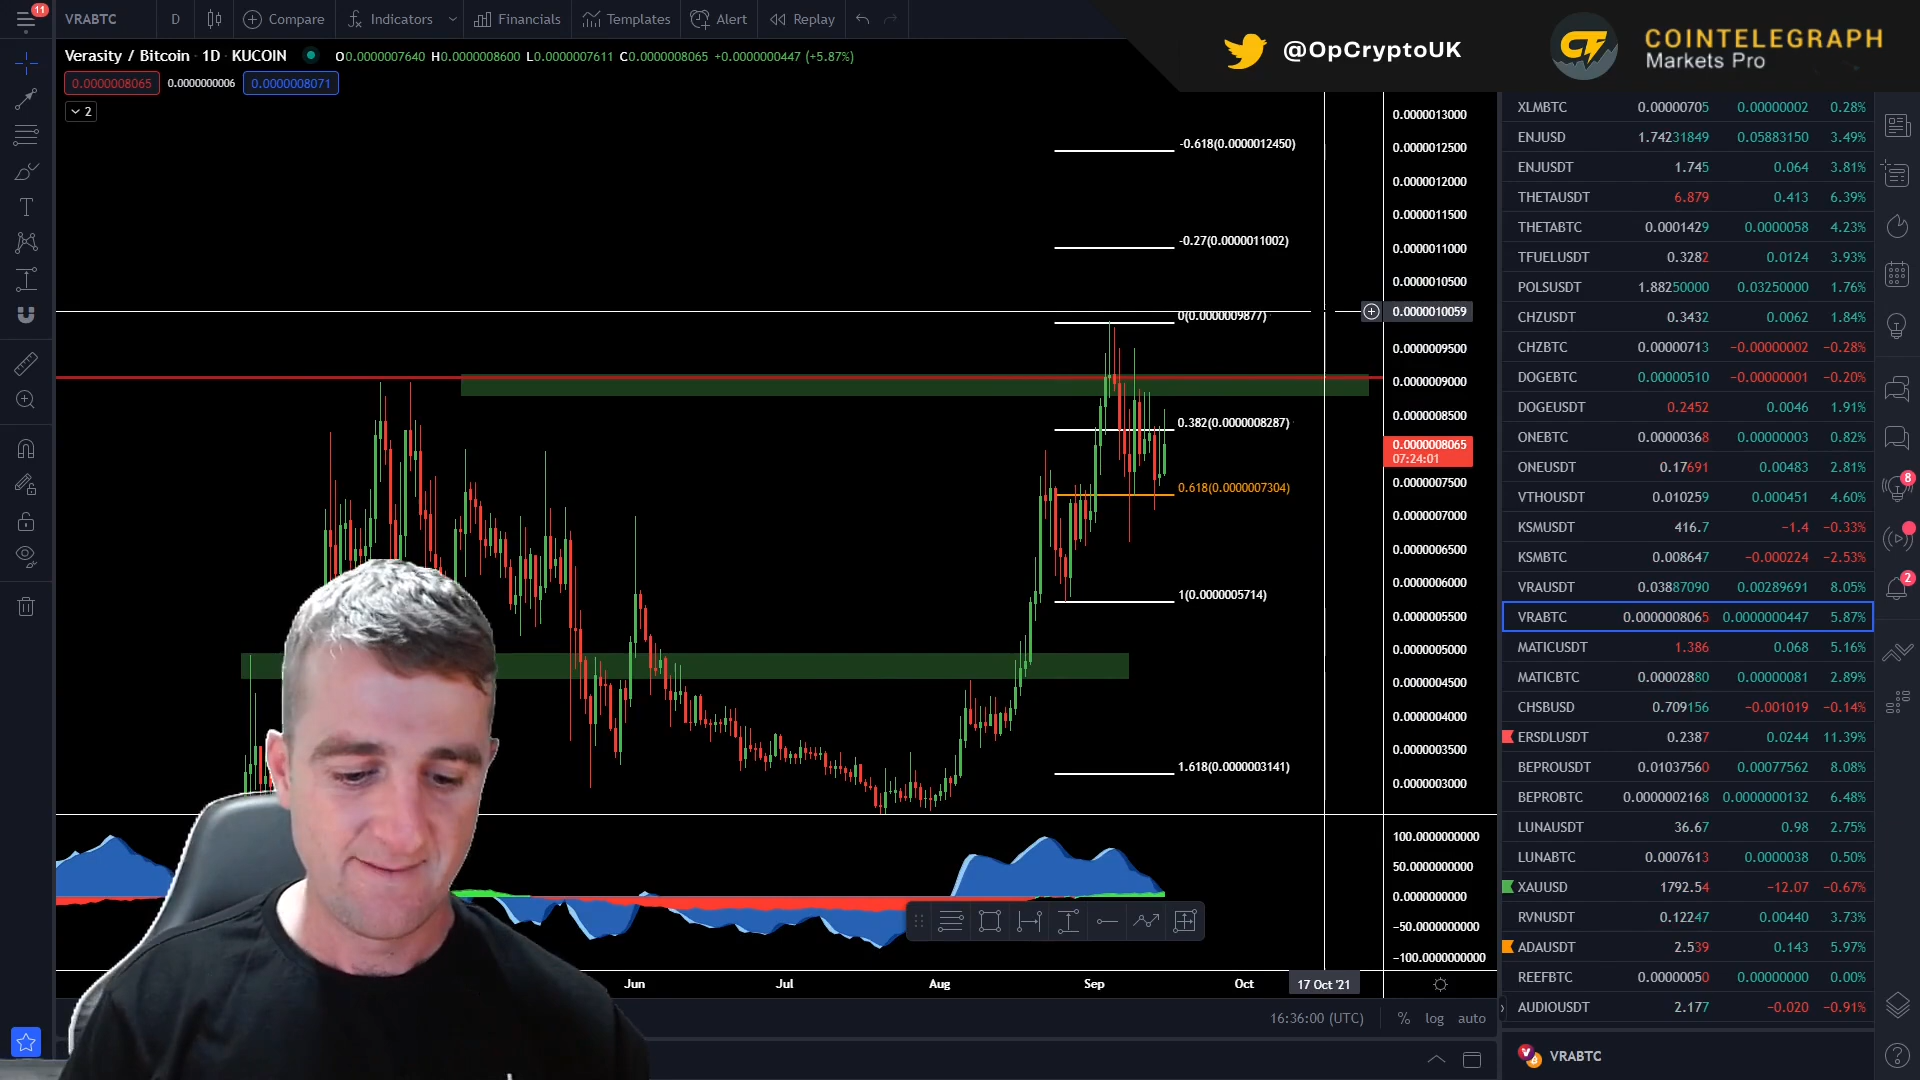 11
VRABTC
D
Compare
Indicators
Financials
Templates
Alert
Replay
@OpCryptoUK
COINTELEGRAPH
Markets Pro
Verasity / Bitcoin · 1D · KUCOIN
O0.0000007640 H0.0000008600 L0.0000007611 C0.0000008065 +0.0000000447 (+5.87%)
0.0000008065
0.0000000006
0.0000008071
2
-0.618(0.0000012450)
-0.27(0.0000011002)
0(0.0000009877)
0.382(0.0000008287)
0.618(0.0000007304)
1(0.0000005714)
1.618(0.0000003141)
0.0000013000
0.0000012500
0.0000012000
0.0000011500
0.0000011000
0.0000010500
0.0000010059
0.0000009500
0.0000009000
0.0000008500
0.0000008065
07:24:01
0.0000007500
0.0000007000
0.0000006500
0.0000006000
0.0000005500
0.0000005000
0.0000004500
0.0000004000
0.0000003500
0.0000003000
100.0000000000
50.0000000000
0.0000000000
−50.0000000000
−100.0000000000
Jun
Jul
Aug
Sep
Oct
17 Oct '21
16:36:00 (UTC)
%
log
auto
XLMBTC 0.00000705 0.00000002 0.28%
ENJUSD 1.74231849 0.05883150 3.49%
ENJUSDT 1.745 0.064 3.81%
THETAUSDT 6.879 0.413 6.39%
THETABTC 0.0001429 0.0000058 4.23%
TFUELUSDT 0.3282 0.0124 3.93%
POLSUSDT 1.88250000 0.03250000 1.76%
CHZUSDT 0.3432 0.0062 1.84%
CHZBTC 0.00000713 −0.00000002 −0.28%
DOGEBTC 0.00000510 −0.00000001 −0.20%
DOGEUSDT 0.2452 0.0046 1.91%
ONEBTC 0.00000368 0.00000003 0.82%
ONEUSDT 0.17691 0.00483 2.81%
VTHOUSDT 0.010259 0.000451 4.60%
KSMUSDT 416.7 −1.4 −0.33%
KSMBTC 0.008647 −0.000224 −2.53%
VRAUSDT 0.03887090 0.00289691 8.05%
VRABTC 0.0000008065 0.0000000447 5.87%
MATICUSDT 1.386 0.068 5.16%
MATICBTC 0.00002880 0.00000081 2.89%
CHSBUSD 0.709156 −0.001019 −0.14%
ERSDLUSDT 0.2387 0.0244 11.39%
BEPROUSDT 0.01037560 0.00077562 8.08%
BEPROBTC 0.0000002168 0.0000000132 6.48%
LUNAUSDT 36.67 0.98 2.75%
LUNABTC 0.0007613 0.0000038 0.50%
XAUUSD 1792.54 −12.07 −0.67%
RVNUSDT 0.12247 0.00440 3.73%
ADAUSDT 2.539 0.143 5.97%
REEFBTC 0.00000050 0.00000000 0.00%
AUDIOUSDT 2.177 −0.020 −0.91%
VRABTC
8
2